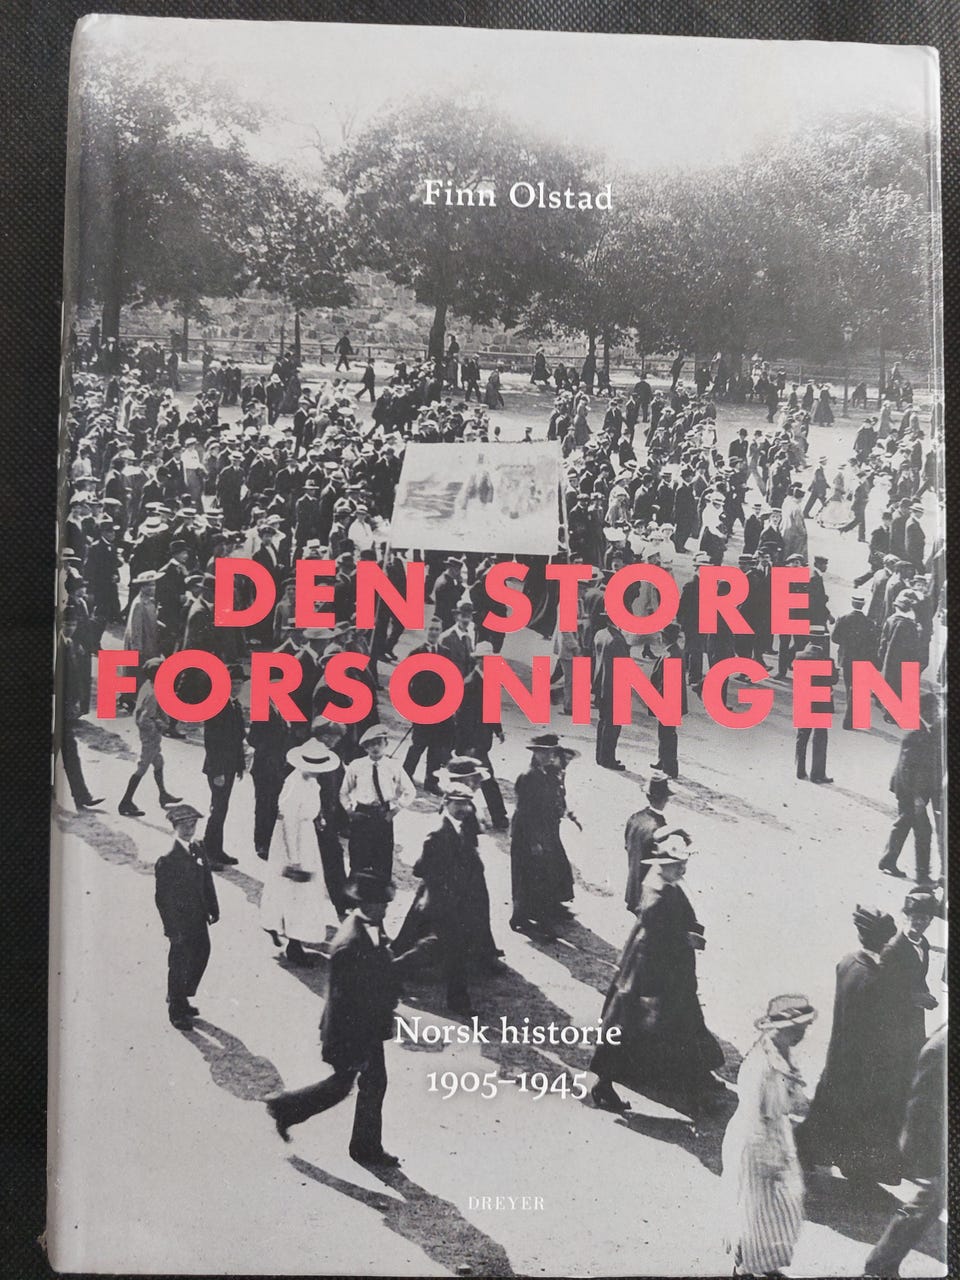 Finn Olstad
DEN STORE
FORSONINGEN
Norsk historie
1905–1945
DREYER